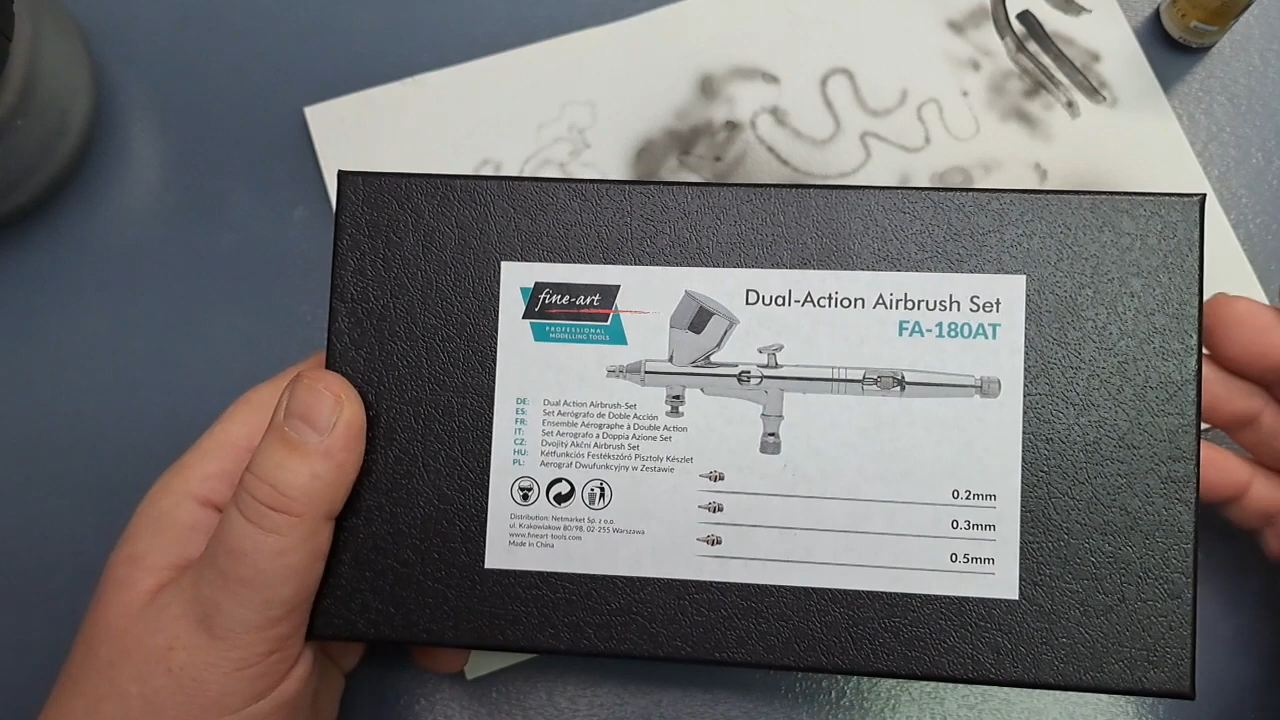 fine-art
PROFESSIONAL
MODELLING TOOLS
Dual-Action Airbrush Set
FA-180AT
DE: Dual Action Airbrush-Set
ES: Set Aerógrafo de Doble Acción
FR: Ensemble Aérographe à Double Action
IT: Set Aerografo a Doppia Azione Set
CZ: Dvojitý Akční Airbrush Set
HU: Kétfunkciós Festékszóró Pisztoly Készlet
PL: Aerograf Dwufunkcyjny w Zestawie
Distribution: Netmarket Sp. z o.o.
ul. Krakowiakow 80/98, 02-255 Warszawa
www.fineart-tools.com
Made in China
0.2mm
0.3mm
0.5mm